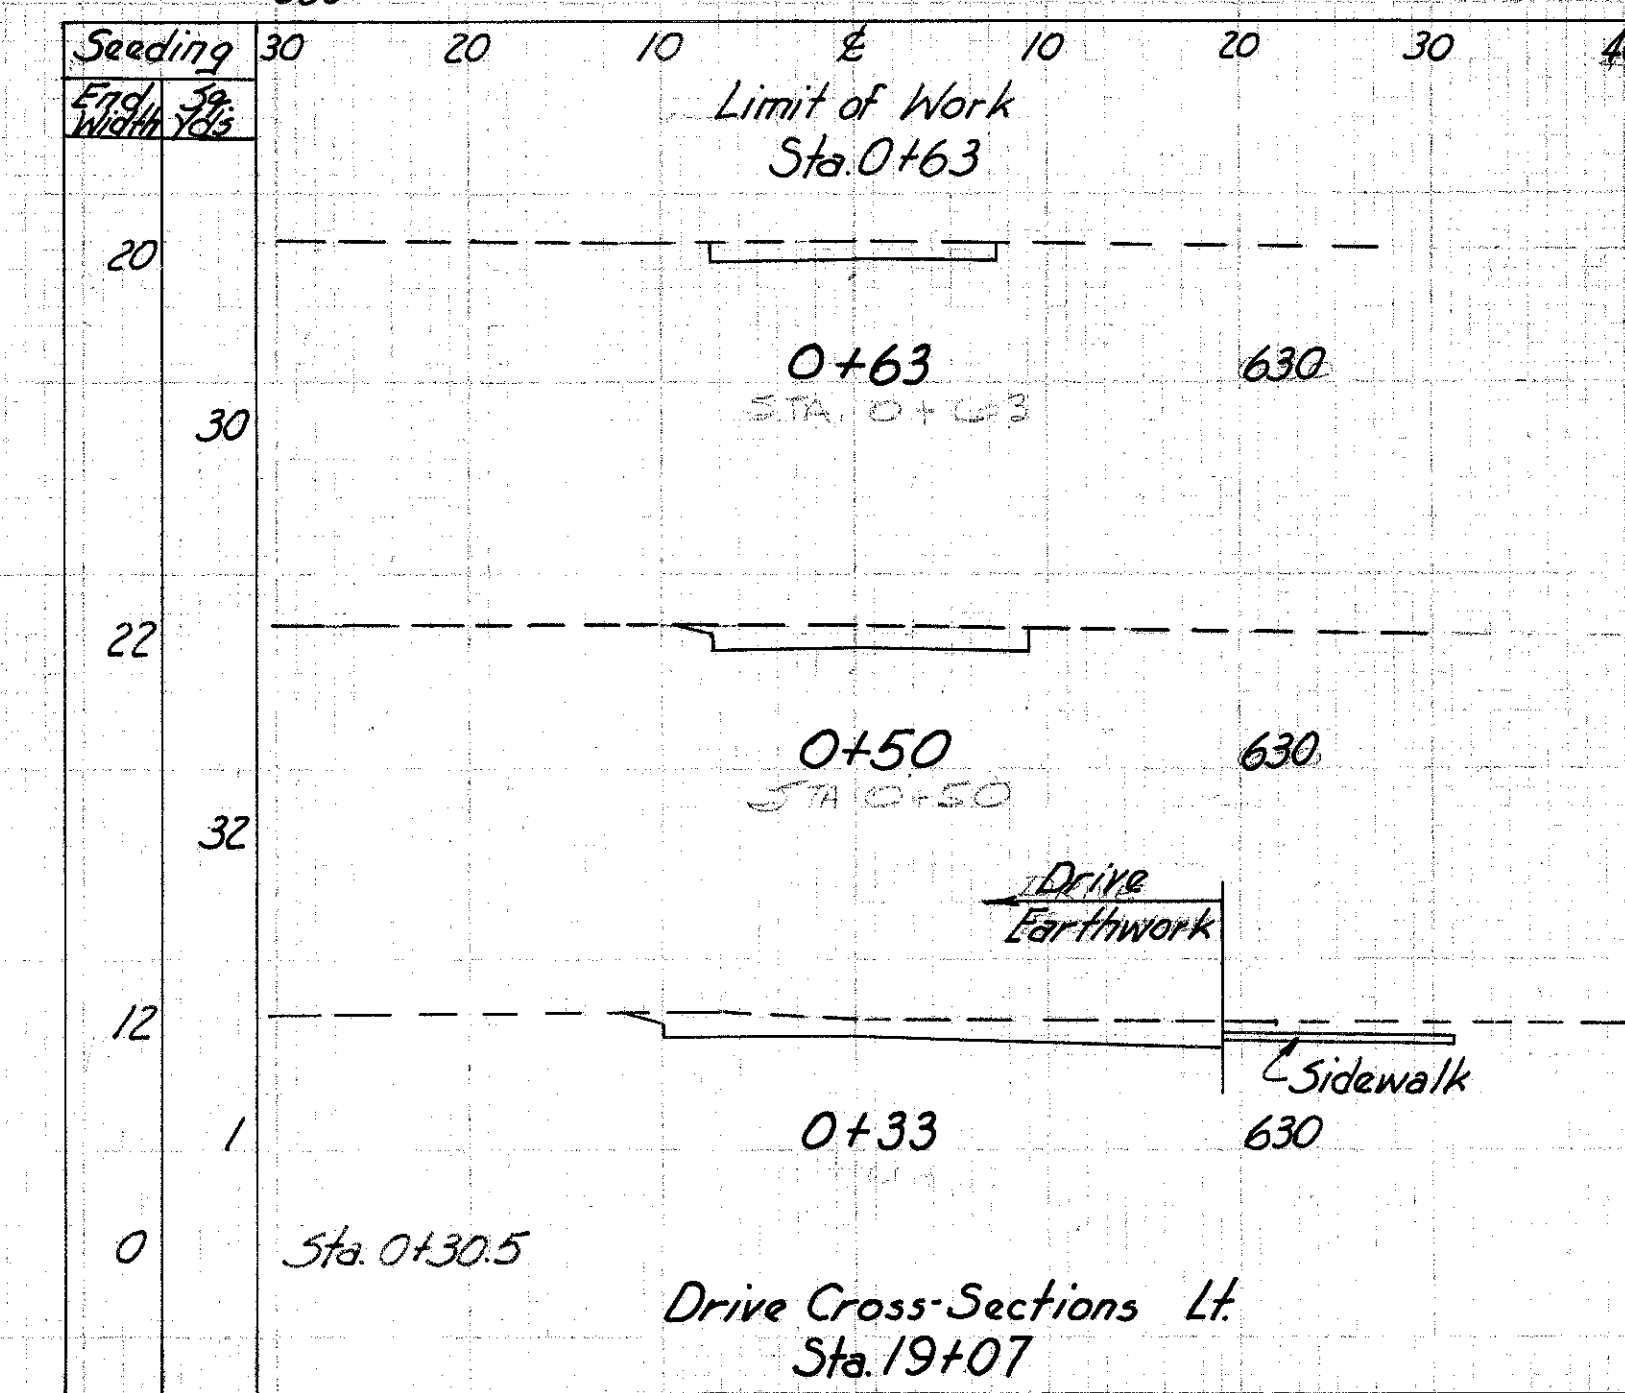 Seeding 30 20 10 ℄ 10 20 30
End Width Sq. Yds
Limit of Work
Sta. 0+63
20
0+63 630
STA. 0+63
30
22
0+50 630
STA 0+50
32
Drive
Earthwork
12
Sidewalk
1 0+33 630
0 Sta. 0+30.5
Drive Cross-Sections Lt.
Sta. 19+07